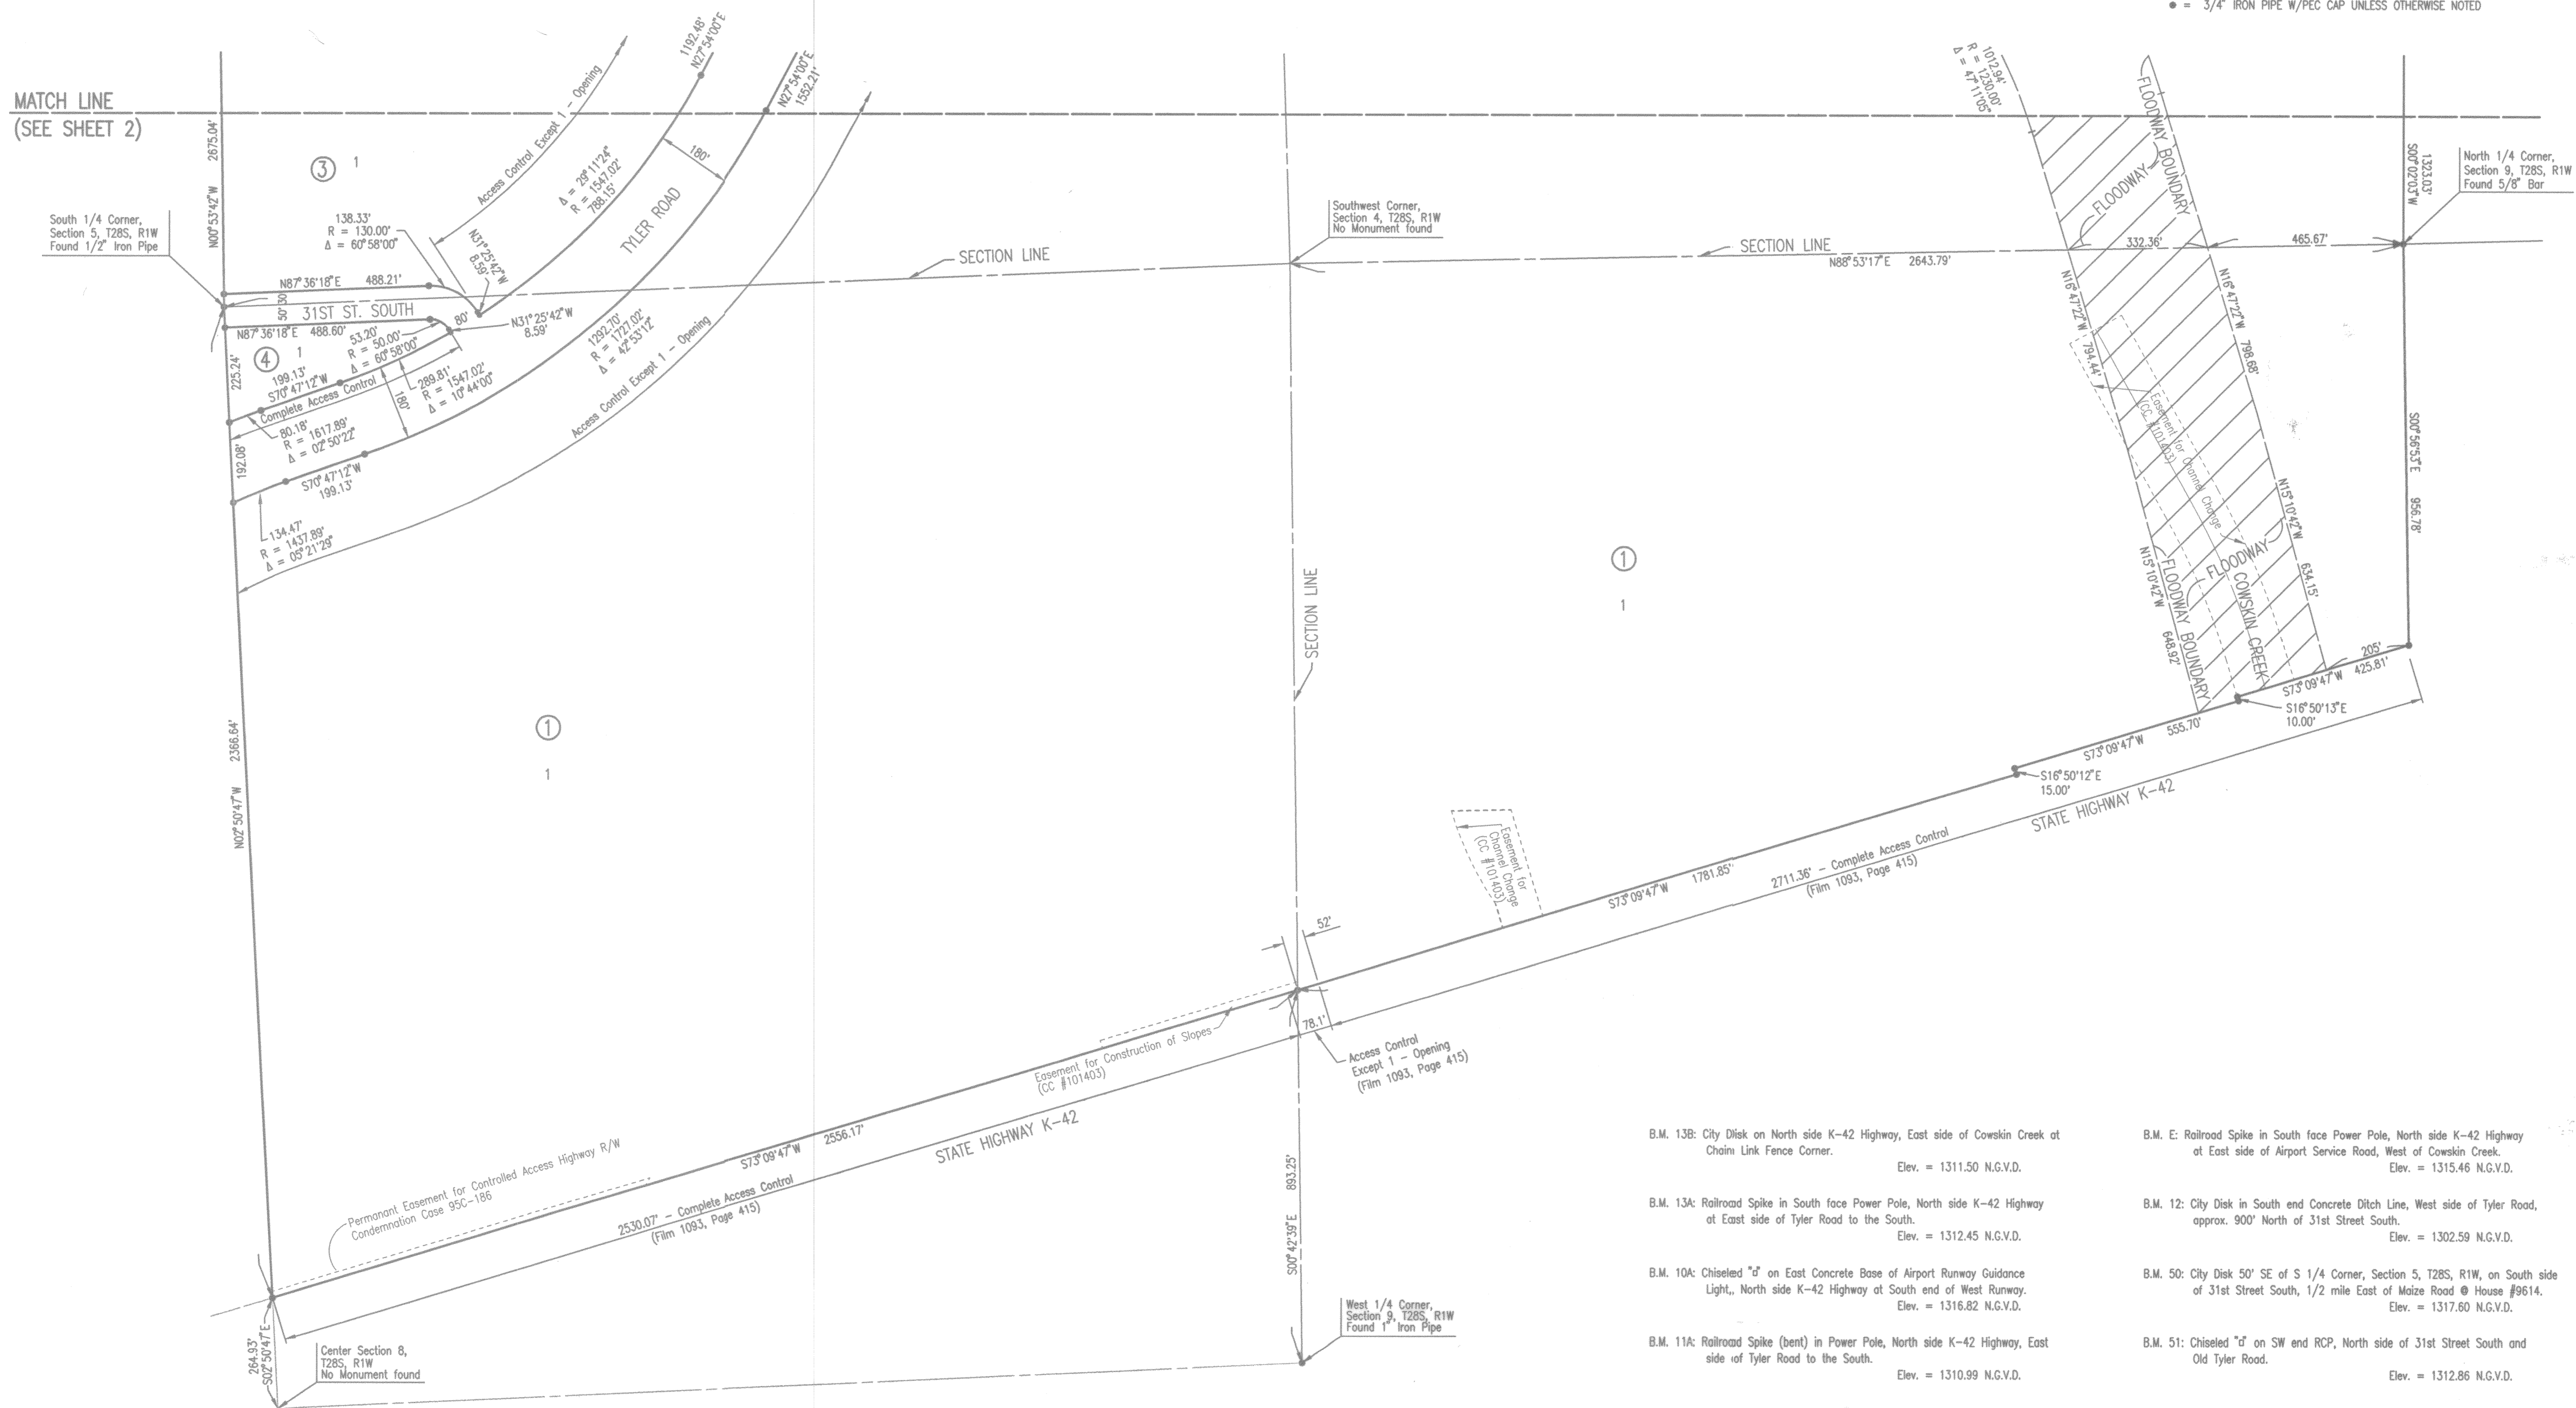 ● = 3/4" IRON PIPE W/PEC CAP UNLESS OTHERWISE NOTED
MATCH LINE
(SEE SHEET 2)
N00°53'42"W 2675.04'
③ 1
South 1/4 Corner,
Section 5, T28S, R1W
Found 1/2" Iron Pipe
138.33'
R = 130.00'
Δ = 60°58'00"
Access Control Except 1 - Opening
1192.48'
N27°54'00"E
N27°54'00"E
1552.21'
Δ = 29°11'24"
R = 1547.02'
788.15'
180'
TYLER ROAD
N31°25'42"W
8.59'
N87°36'18"E 488.21'
50'
30'
31ST ST. SOUTH
N87°36'18"E 488.60'
80'
N31°25'42"W
8.59'
53.20'
R = 50.00'
Δ = 60°58'00"
④ 1
225.24'
199.13'
S70°47'12"W
Complete Access Control
289.81'
R = 1547.02'
Δ = 10°44'00"
180'
80.18'
R = 1617.89'
Δ = 02°50'22"
192.08'
S70°47'12"W
199.13'
134.47'
R = 1437.89'
Δ = 05°21'29"
1292.70'
R = 1727.02'
Δ = 42°53'12"
Access Control Except 1 - Opening
SECTION LINE
Southwest Corner,
Section 4, T28S, R1W
No Monument found
SECTION LINE
N88°53'17"E 2643.79'
1012.94'
R = 1230.00'
Δ = 47°11'05"
FLOODWAY BOUNDARY
FLOODWAY
332.36'
465.67'
1323.03'
S00°02'03"W
North 1/4 Corner,
Section 9, T28S, R1W
Found 5/8" Bar
N16°47'22"W 794.44'
N16°47'22"W 798.68'
Easement for Channel Change
(CC #101403)
N15°10'42"W 634.15'
N15°10'42"W 648.92'
FLOODWAY
FLOODWAY BOUNDARY
COWSKIN CREEK
S00°56'53"E 956.78'
205'
S73°09'47"W 425.81'
S16°50'13"E
10.00'
S73°09'47"W 555.70'
S16°50'12"E
15.00'
STATE HIGHWAY K-42
① 1
① 1
SECTION LINE
N02°50'47"W 2366.64'
Easement for
Channel Change
(CC #101403)
S73°09'47"W 1781.85'
2711.36' - Complete Access Control
(Film 1093, Page 415)
52'
78.1'
Access Control
Except 1 - Opening
(Film 1093, Page 415)
Easement for Construction of Slopes
(CC #101403)
STATE HIGHWAY K-42
S73°09'47"W 2556.17'
2530.07' - Complete Access Control
(Film 1093, Page 415)
Permanant Easement for Controlled Access Highway R/W
Condemnation Case 95C-186
S00°42'39"E 893.25'
264.93'
S02°50'47"E
Center Section 8,
T28S, R1W
No Monument found
West 1/4 Corner,
Section 9, T28S, R1W
Found 1" Iron Pipe
B.M. 13B: City Disk on North side K-42 Highway, East side of Cowskin Creek at
Chain Link Fence Corner.
Elev. = 1311.50 N.G.V.D.
B.M. 13A: Railroad Spike in South face Power Pole, North side K-42 Highway
at East side of Tyler Road to the South.
Elev. = 1312.45 N.G.V.D.
B.M. 10A: Chiseled "□" on East Concrete Base of Airport Runway Guidance
Light,, North side K-42 Highway at South end of West Runway.
Elev. = 1316.82 N.G.V.D.
B.M. 11A: Railroad Spike (bent) in Power Pole, North side K-42 Highway, East
side of Tyler Road to the South.
Elev. = 1310.99 N.G.V.D.
B.M. E: Railroad Spike in South face Power Pole, North side K-42 Highway
at East side of Airport Service Road, West of Cowskin Creek.
Elev. = 1315.46 N.G.V.D.
B.M. 12: City Disk in South end Concrete Ditch Line, West side of Tyler Road,
approx. 900' North of 31st Street South.
Elev. = 1302.59 N.G.V.D.
B.M. 50: City Disk 50' SE of S 1/4 Corner, Section 5, T28S, R1W, on South side
of 31st Street South, 1/2 mile East of Maize Road @ House #9614.
Elev. = 1317.60 N.G.V.D.
B.M. 51: Chiseled "□" on SW end RCP, North side of 31st Street South and
Old Tyler Road.
Elev. = 1312.86 N.G.V.D.